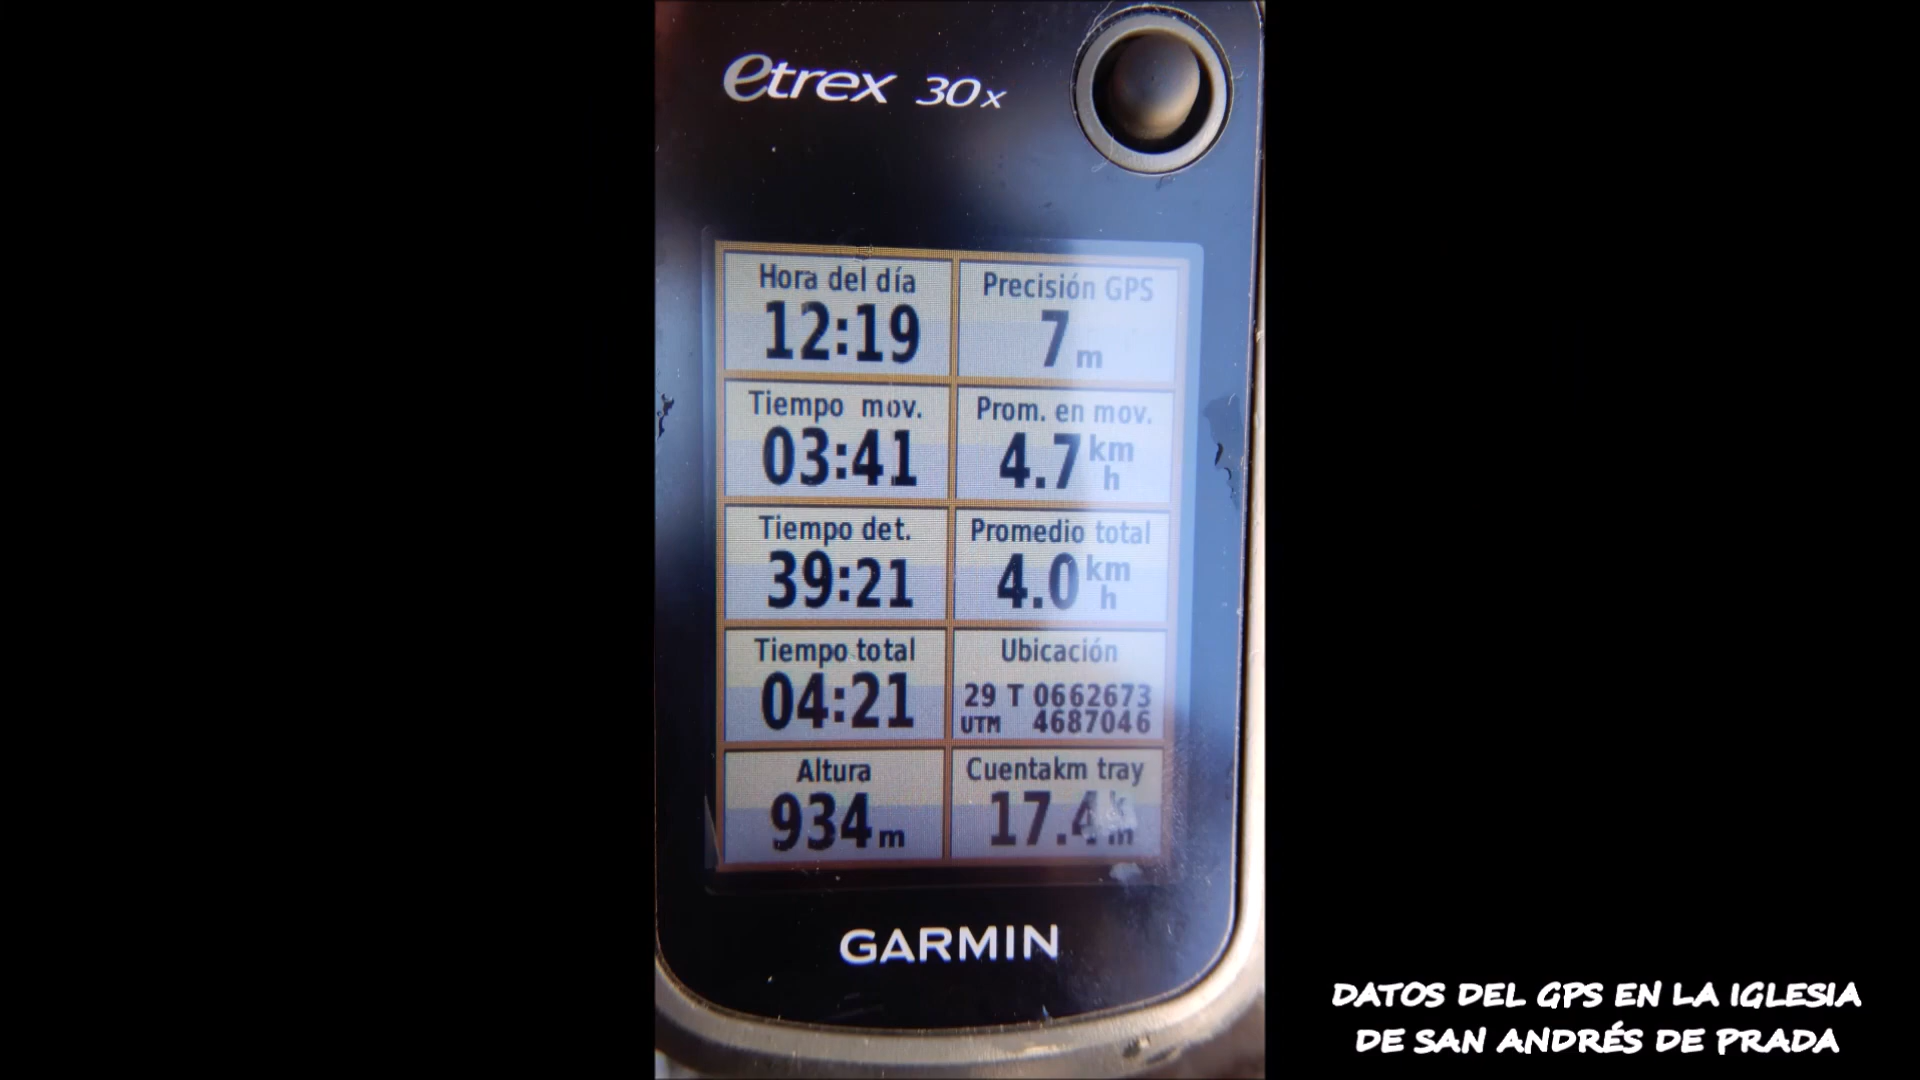 etrex 30x
Hora del día
12:19
Precisión GPS
7 m
Tiempo mov.
03:41
Prom. en mov.
4.7 km h
Tiempo det.
39:21
Promedio total
4.0 km h
Tiempo total
04:21
Ubicación
29 T 0662673
UTM 4687046
Altura
934 m
Cuentakm tray
17.4 km
GARMIN
DATOS DEL GPS EN LA IGLESIA
DE SAN ANDRÉS DE PRADA